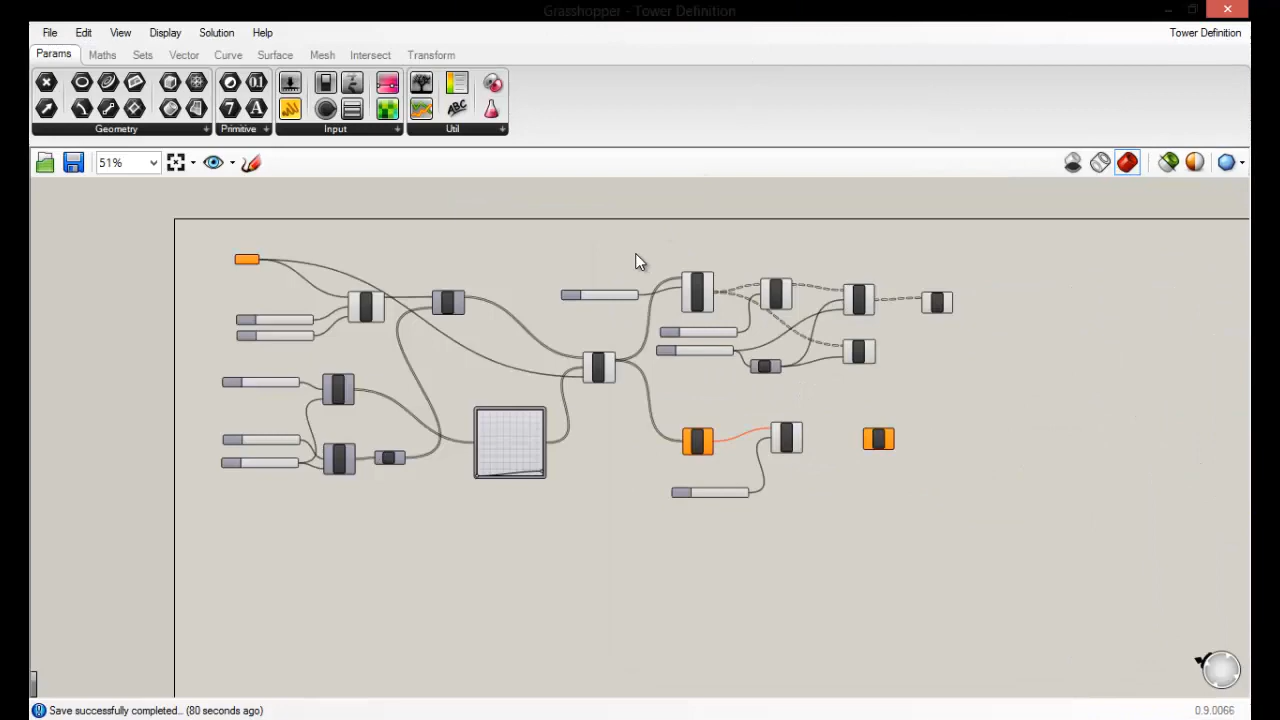 Grasshopper - Tower Definition
File Edit View Display Solution Help Tower Definition
Params Maths Sets Vector Curve Surface Mesh Intersect Transform
Geometry Primitive Input Util
51%
Save successfully completed... (80 seconds ago) 0.9.0066